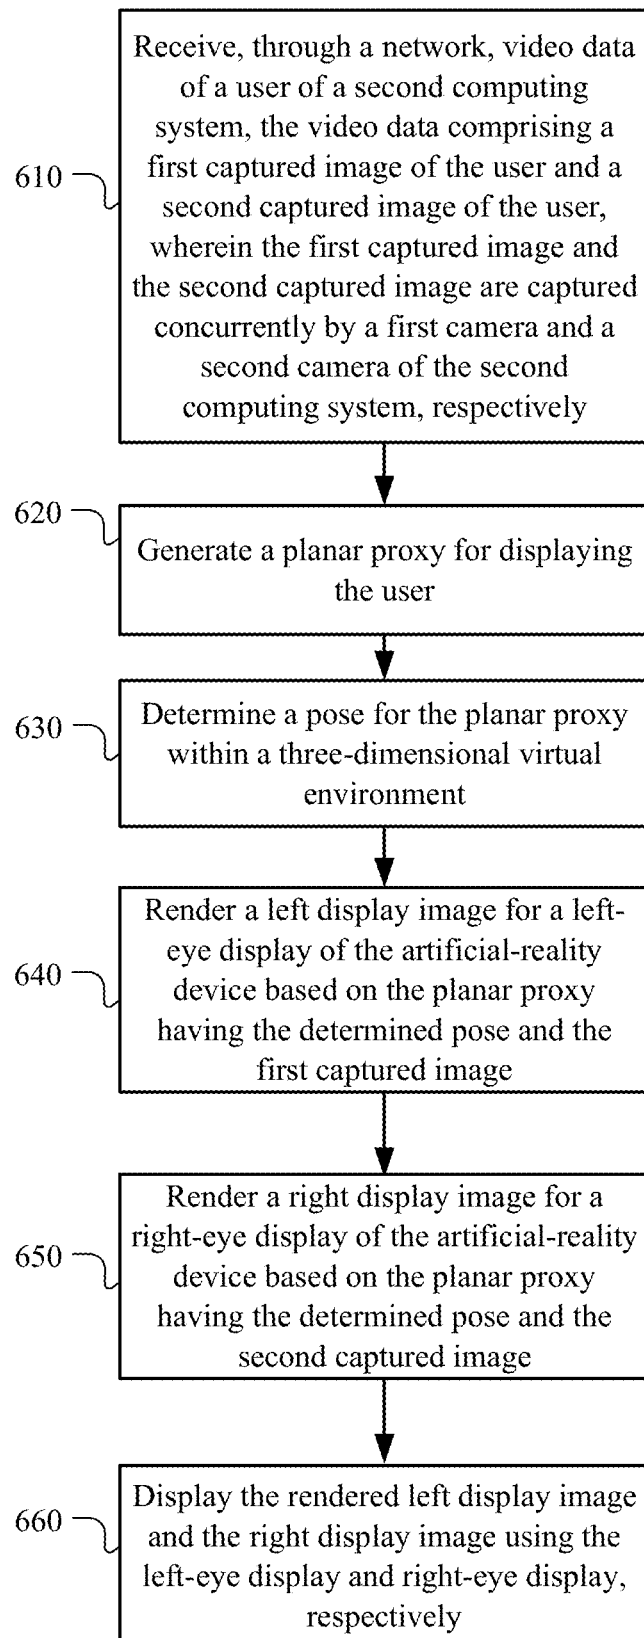 Receive, through a network, video data
of a user of a second computing
system, the video data comprising a
first captured image of the user and a
second captured image of the user,
wherein the first captured image and
the second captured image are captured
concurrently by a first camera and a
second camera of the second
computing system, respectively
610
620
Generate a planar proxy for displaying
the user
630
Determine a pose for the planar proxy
within a three-dimensional virtual
environment
640
Render a left display image for a left-
eye display of the artificial-reality
device based on the planar proxy
having the determined pose and the
first captured image
650
Render a right display image for a
right-eye display of the artificial-reality
device based on the planar proxy
having the determined pose and the
second captured image
660
Display the rendered left display image
and the right display image using the
left-eye display and right-eye display,
respectively